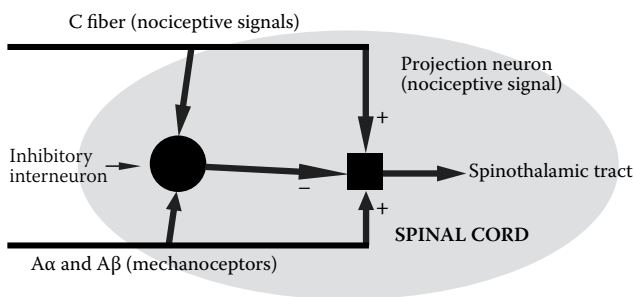 C fiber (nociceptive signals)
Projection neuron
(nociceptive signal)
+
Inhibitory
interneuron
–
Spinothalamic tract
+
SPINAL CORD
Aα and Aβ (mechanoceptors)